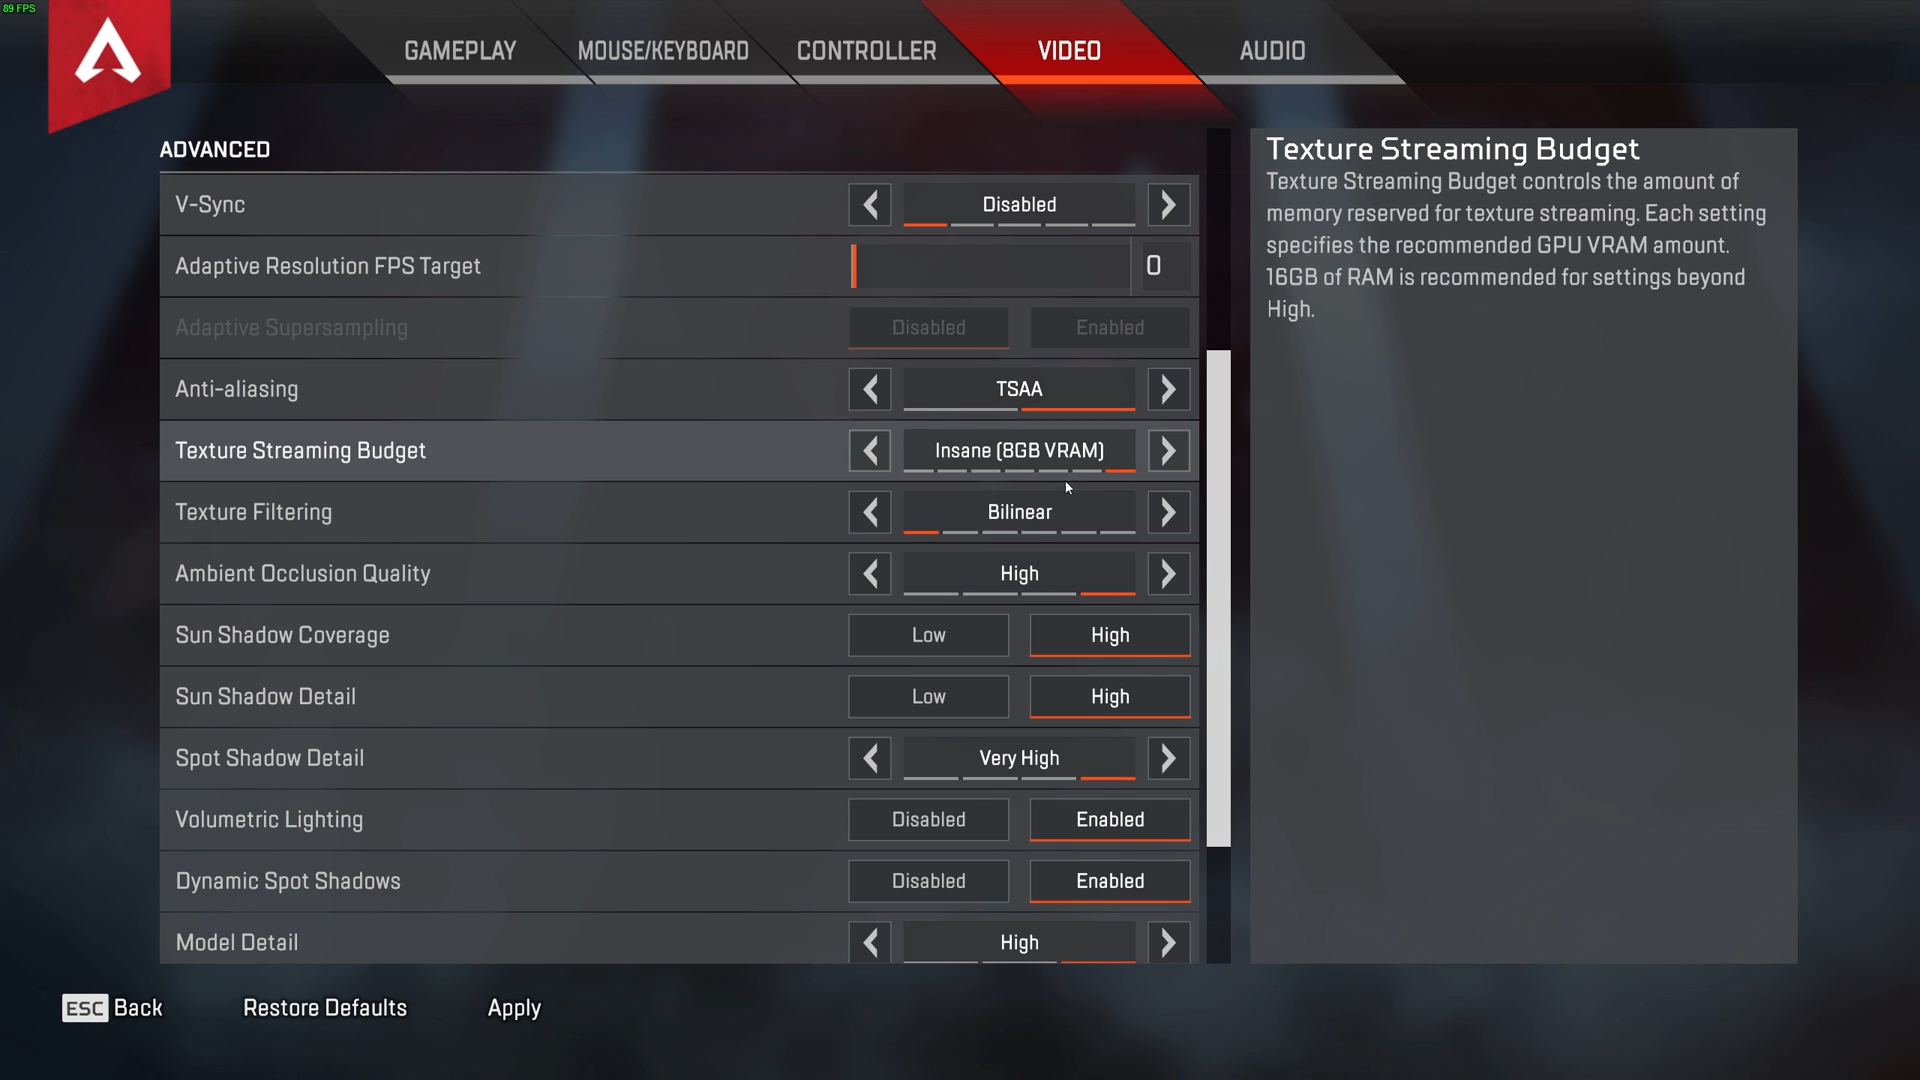 89 FPS
GAMEPLAY
MOUSE/KEYBOARD
CONTROLLER
VIDEO
AUDIO
ADVANCED
V-Sync
Disabled
Adaptive Resolution FPS Target
0
Adaptive Supersampling
Disabled
Enabled
Anti-aliasing
TSAA
Texture Streaming Budget
Insane (8GB VRAM)
Texture Filtering
Bilinear
Ambient Occlusion Quality
High
Sun Shadow Coverage
Low
High
Sun Shadow Detail
Low
High
Spot Shadow Detail
Very High
Volumetric Lighting
Disabled
Enabled
Dynamic Spot Shadows
Disabled
Enabled
Model Detail
High
Texture Streaming Budget
Texture Streaming Budget controls the amount of
memory reserved for texture streaming. Each setting
specifies the recommended GPU VRAM amount.
16GB of RAM is recommended for settings beyond
High.
ESC Back
Restore Defaults
Apply